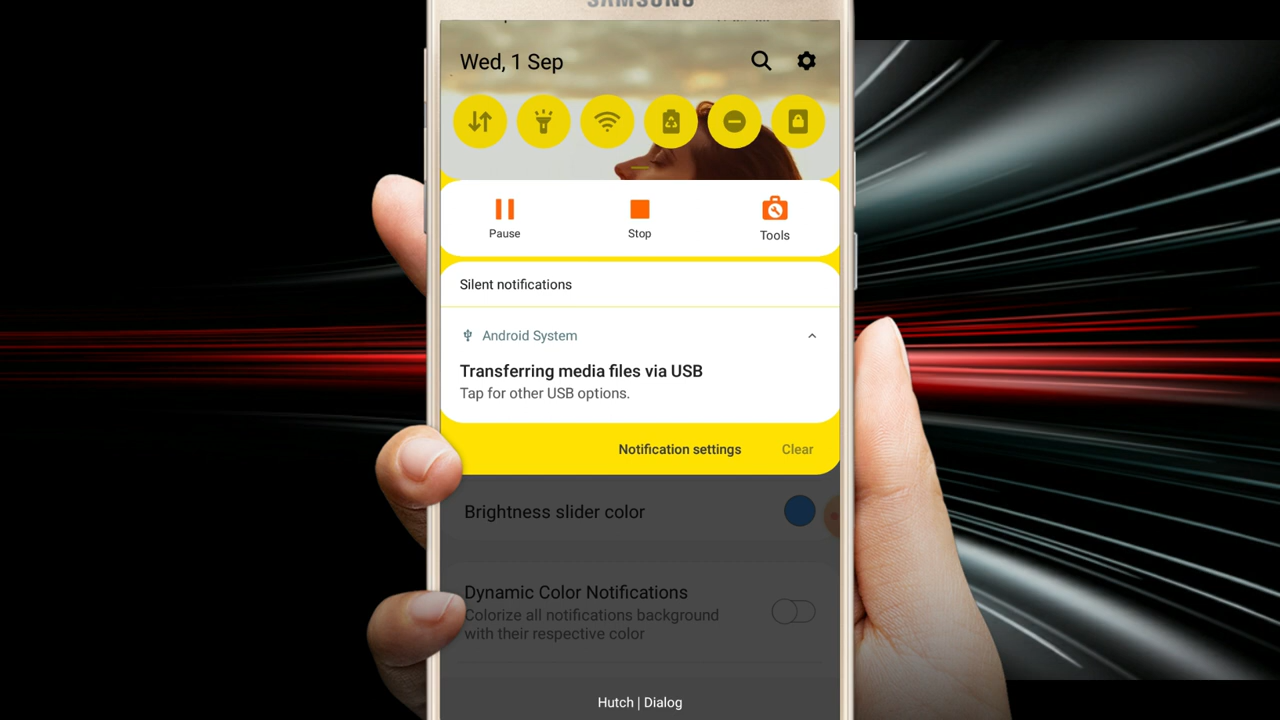 SAMSUNG
Wed, 1 Sep
Pause
Stop
Tools
Silent notifications
Android System
Transferring media files via USB
Tap for other USB options.
Notification settings
Clear
Brightness slider color
Dynamic Color Notifications
Colorize all notifications background
with their respective color
Hutch | Dialog